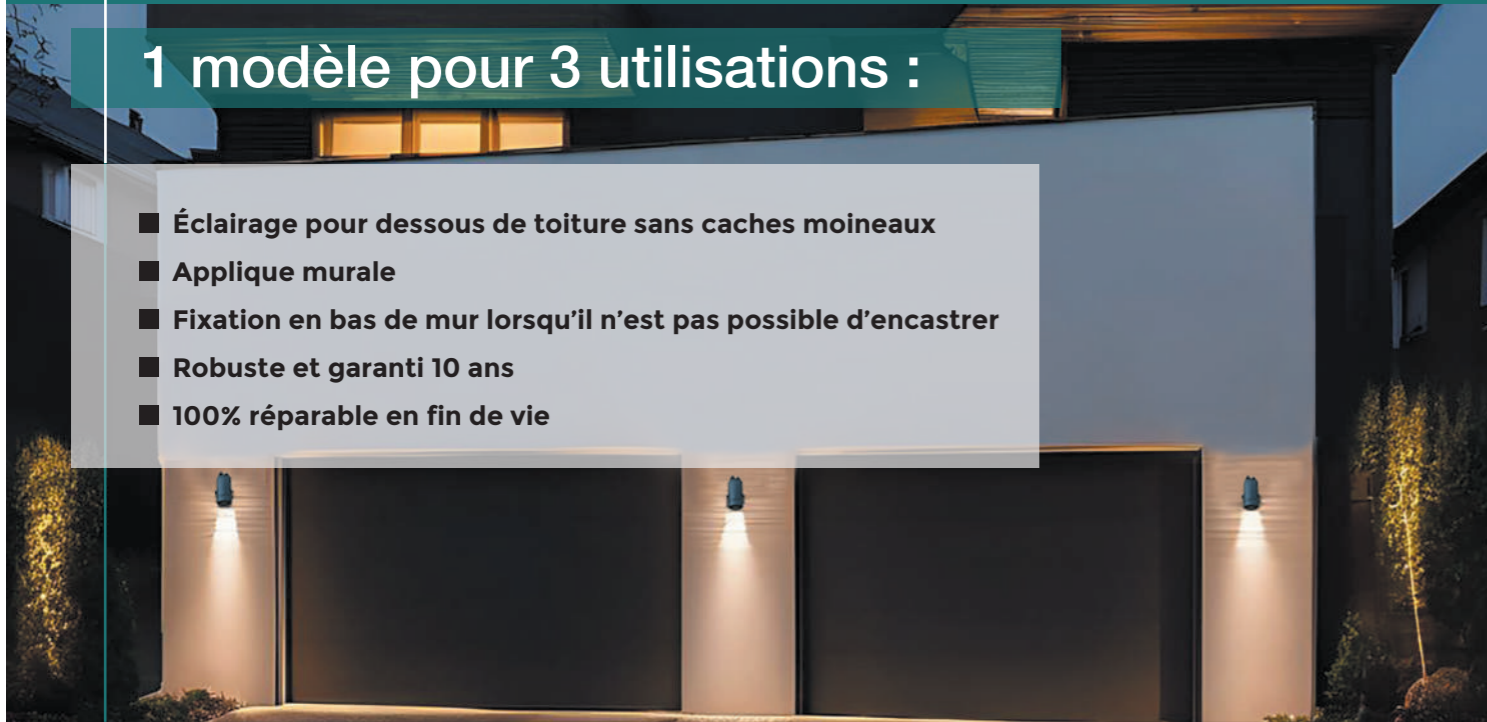 1 modèle pour 3 utilisations :
Éclairage pour dessous de toiture sans caches moineaux
Applique murale
Fixation en bas de mur lorsqu’il n’est pas possible d’encastrer
Robuste et garanti 10 ans
100% réparable en fin de vie